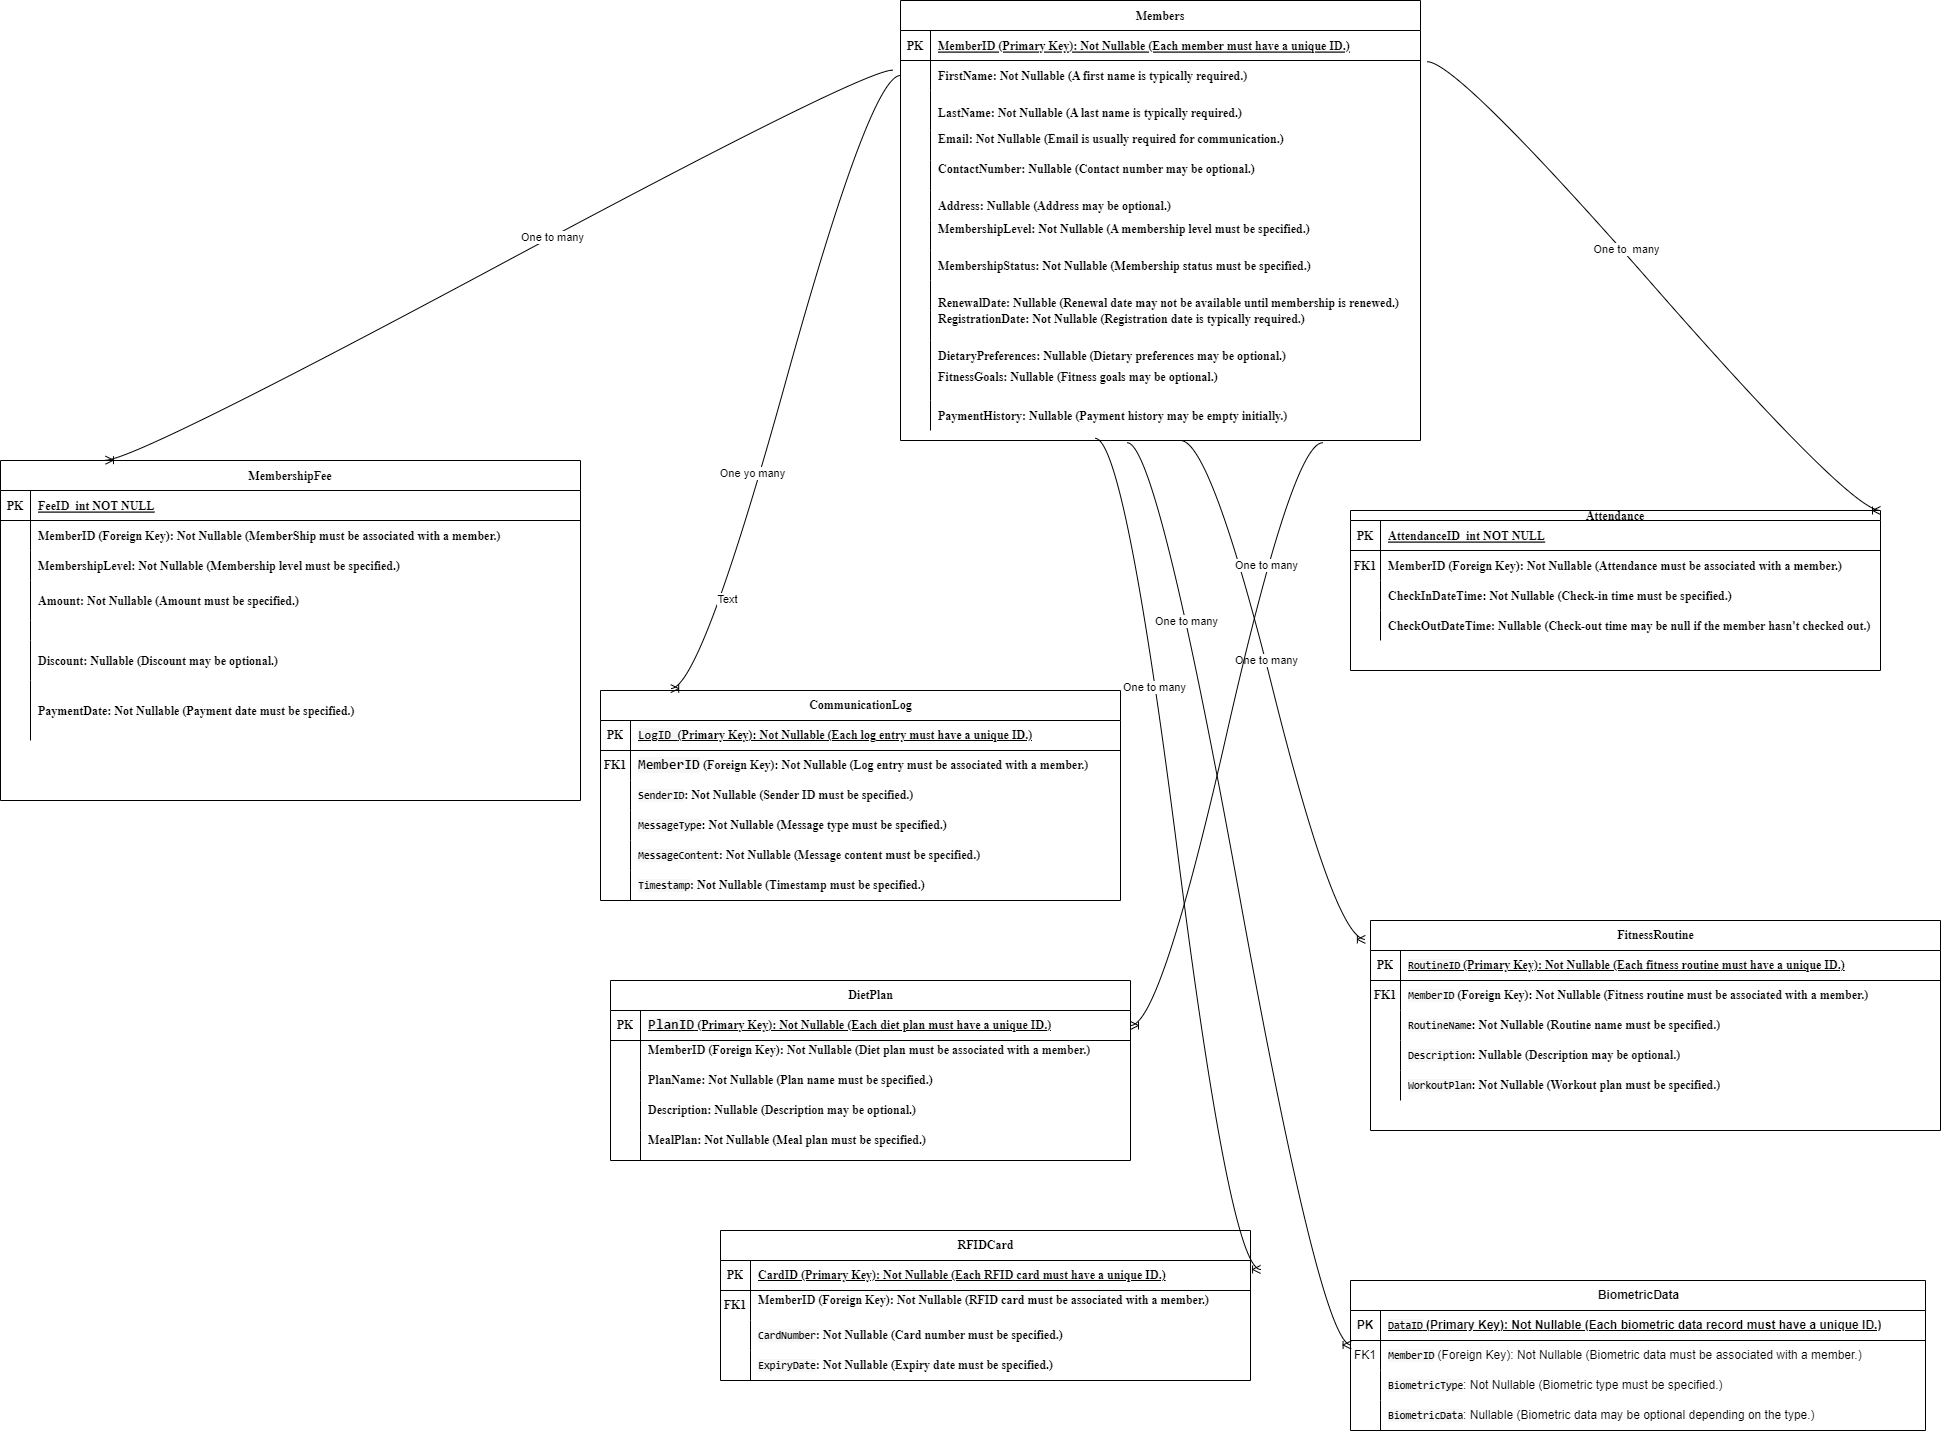 Members
PK MemberID (Primary Key): Not Nullable (Each member must have a unique ID.)
FirstName: Not Nullable (A first name is typically required.)
LastName: Not Nullable (A last name is typically required.)
Email: Not Nullable (Email is usually required for communication.)
ContactNumber: Nullable (Contact number may be optional.)
Address: Nullable (Address may be optional.)
MembershipLevel: Not Nullable (A membership level must be specified.)
MembershipStatus: Not Nullable (Membership status must be specified.)
RenewalDate: Nullable (Renewal date may not be available until membership is renewed.)
RegistrationDate: Not Nullable (Registration date is typically required.)
DietaryPreferences: Nullable (Dietary preferences may be optional.)
FitnessGoals: Nullable (Fitness goals may be optional.)
PaymentHistory: Nullable (Payment history may be empty initially.)
One to many
One to  many
One yo many
Text
One to many
One to many
One to many
One to many
MembershipFee
PK FeeID  int NOT NULL
MemberID (Foreign Key): Not Nullable (MemberShip must be associated with a member.)
MembershipLevel: Not Nullable (Membership level must be specified.)
Amount: Not Nullable (Amount must be specified.)
Discount: Nullable (Discount may be optional.)
PaymentDate: Not Nullable (Payment date must be specified.)
Attendance
PK AttendanceID  int NOT NULL
FK1 MemberID (Foreign Key): Not Nullable (Attendance must be associated with a member.)
CheckInDateTime: Not Nullable (Check-in time must be specified.)
CheckOutDateTime: Nullable (Check-out time may be null if the member hasn't checked out.)
CommunicationLog
PK LogID  (Primary Key): Not Nullable (Each log entry must have a unique ID.)
FK1 MemberID (Foreign Key): Not Nullable (Log entry must be associated with a member.)
SenderID: Not Nullable (Sender ID must be specified.)
MessageType: Not Nullable (Message type must be specified.)
MessageContent: Not Nullable (Message content must be specified.)
Timestamp: Not Nullable (Timestamp must be specified.)
FitnessRoutine
PK RoutineID (Primary Key): Not Nullable (Each fitness routine must have a unique ID.)
FK1 MemberID (Foreign Key): Not Nullable (Fitness routine must be associated with a member.)
RoutineName: Not Nullable (Routine name must be specified.)
Description: Nullable (Description may be optional.)
WorkoutPlan: Not Nullable (Workout plan must be specified.)
DietPlan
PK PlanID (Primary Key): Not Nullable (Each diet plan must have a unique ID.)
MemberID (Foreign Key): Not Nullable (Diet plan must be associated with a member.)
PlanName: Not Nullable (Plan name must be specified.)
Description: Nullable (Description may be optional.)
MealPlan: Not Nullable (Meal plan must be specified.)
RFIDCard
PK CardID (Primary Key): Not Nullable (Each RFID card must have a unique ID.)
FK1 MemberID (Foreign Key): Not Nullable (RFID card must be associated with a member.)
CardNumber: Not Nullable (Card number must be specified.)
ExpiryDate: Not Nullable (Expiry date must be specified.)
BiometricData
PK DataID (Primary Key): Not Nullable (Each biometric data record must have a unique ID.)
FK1 MemberID (Foreign Key): Not Nullable (Biometric data must be associated with a member.)
BiometricType: Not Nullable (Biometric type must be specified.)
BiometricData: Nullable (Biometric data may be optional depending on the type.)